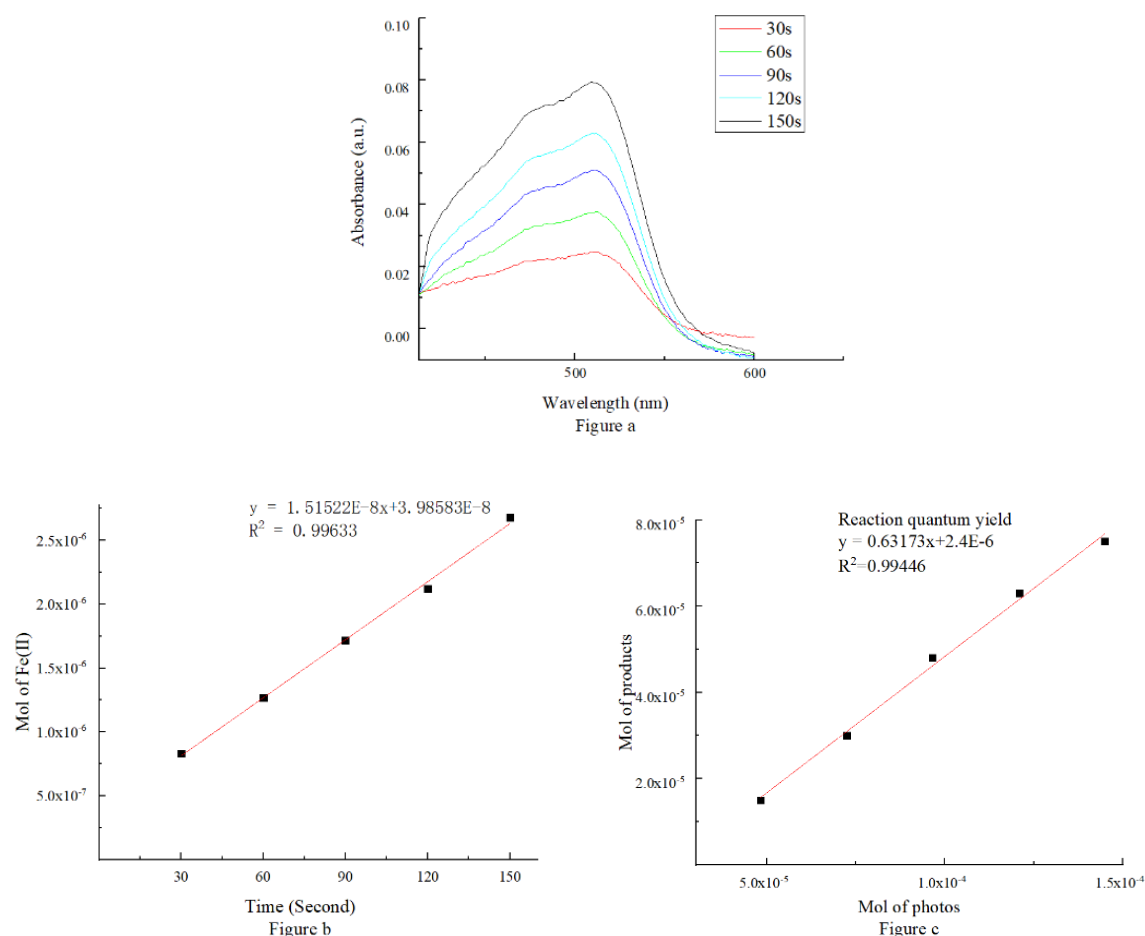 0.10
0.08
0.06
0.04
0.02
0.00
Absorbance (a.u.)
30s
60s
90s
120s
150s
500
600
Wavelength (nm)
Figure a
y = 1.51522E-8x+3.98583E-8
R² = 0.99633
2.5x10⁻⁶
2.0x10⁻⁶
1.5x10⁻⁶
1.0x10⁻⁶
5.0x10⁻⁷
Mol of Fe(II)
30
60
90
120
150
Time (Second)
Figure b
Reaction quantum yield
y = 0.63173x+2.4E-6
R²=0.99446
8.0x10⁻⁵
6.0x10⁻⁵
4.0x10⁻⁵
2.0x10⁻⁵
Mol of products
5.0x10⁻⁵
1.0x10⁻⁴
1.5x10⁻⁴
Mol of photos
Figure c